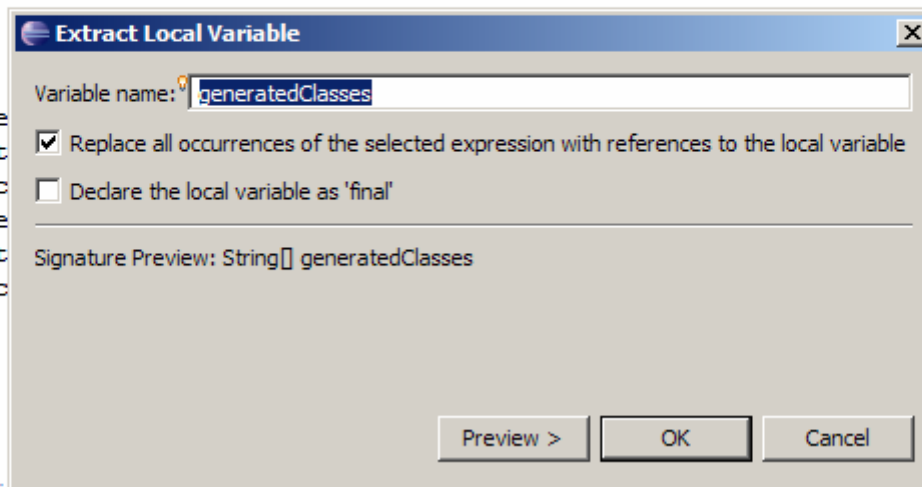 Extract Local Variable
Variable name: generatedClasses
Replace all occurrences of the selected expression with references to the local variable
Declare the local variable as 'final'
Signature Preview: String[] generatedClasses
Preview > OK Cancel